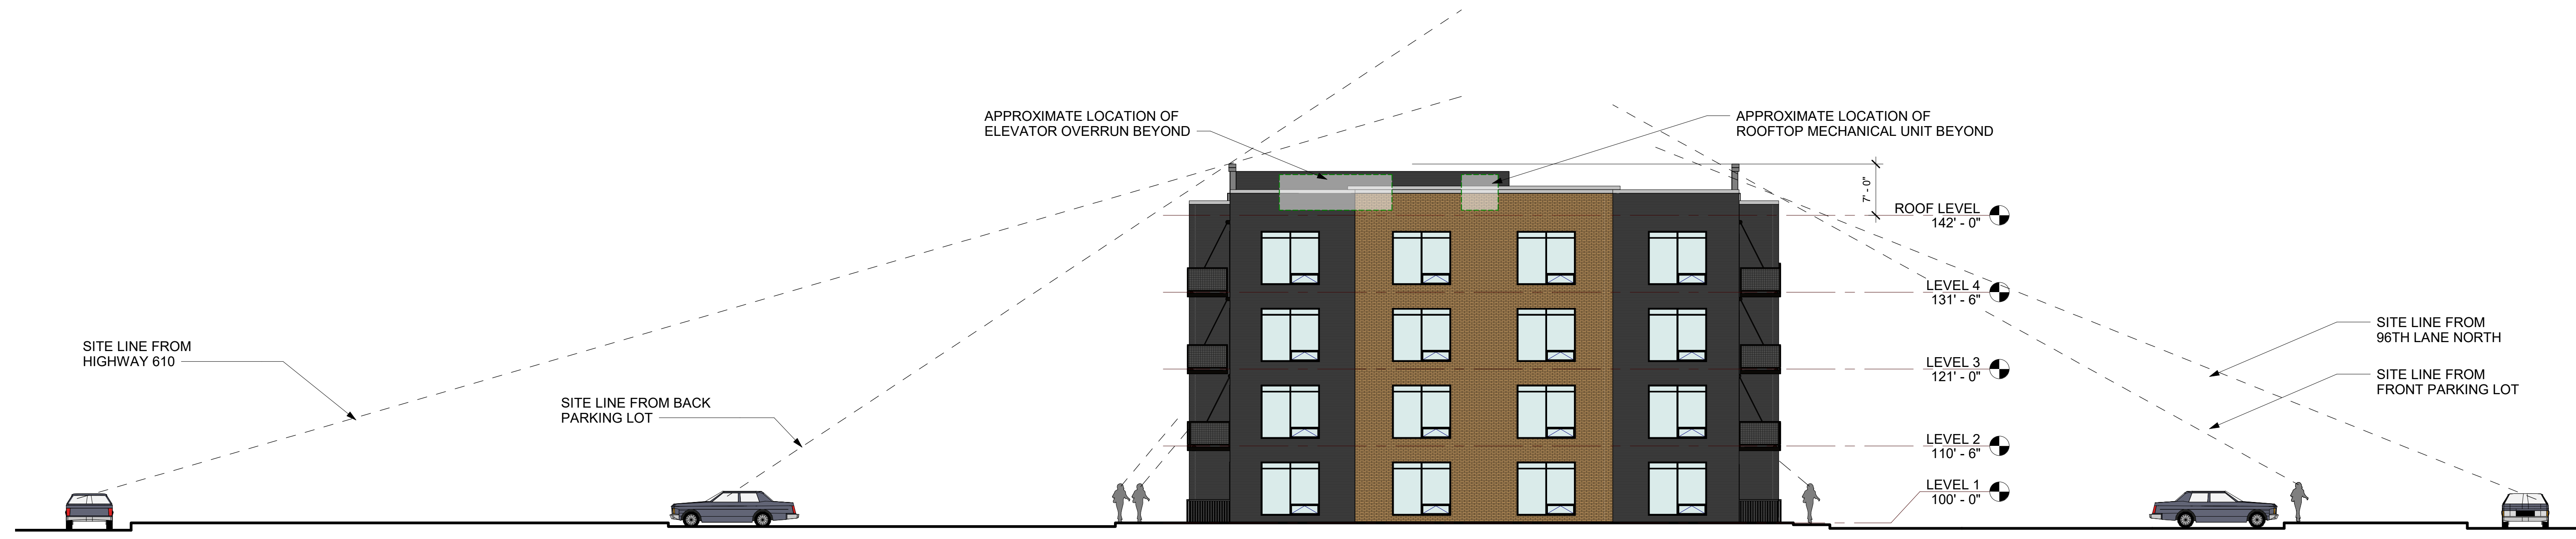 APPROXIMATE LOCATION OF
ELEVATOR OVERRUN BEYOND
APPROXIMATE LOCATION OF
ROOFTOP MECHANICAL UNIT BEYOND
7' - 0"
ROOF LEVEL
142' - 0"
LEVEL 4
131' - 6"
SITE LINE FROM
HIGHWAY 610
SITE LINE FROM
96TH LANE NORTH
LEVEL 3
121' - 0"
SITE LINE FROM
FRONT PARKING LOT
SITE LINE FROM BACK
PARKING LOT
LEVEL 2
110' - 6"
LEVEL 1
100' - 0"